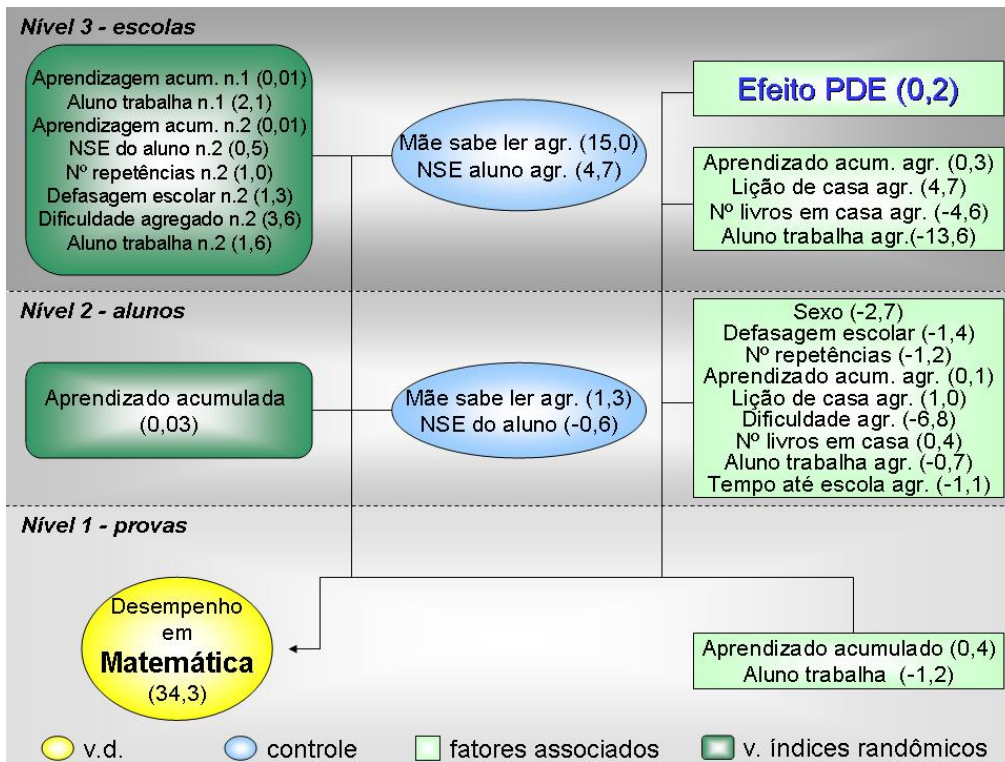 Nível 3 - escolas
Aprendizagem acum. n.1 (0,01)
Aluno trabalha n.1 (2,1)
Aprendizagem acum. n.2 (0,01)
NSE do aluno n.2 (0,5)
Nº repetências n.2 (1,0)
Defasagem escolar n.2 (1,3)
Dificuldade agregado n.2 (3,6)
Aluno trabalha n.2 (1,6)
Mãe sabe ler agr. (15,0)
NSE aluno agr. (4,7)
Efeito PDE (0,2)
Aprendizado acum. agr. (0,3)
Lição de casa agr. (4,7)
Nº livros em casa agr. (-4,6)
Aluno trabalha agr.(-13,6)
Nível 2 - alunos
Aprendizado acumulada
(0,03)
Mãe sabe ler agr. (1,3)
NSE do aluno (-0,6)
Sexo (-2,7)
Defasagem escolar (-1,4)
Nº repetências (-1,2)
Aprendizado acum. agr. (0,1)
Lição de casa agr. (1,0)
Dificuldade agr. (-6,8)
Nº livros em casa (0,4)
Aluno trabalha agr. (-0,7)
Tempo até escola agr. (-1,1)
Nível 1 - provas
Desempenho
em
Matemática
(34,3)
Aprendizado acumulado (0,4)
Aluno trabalha (-1,2)
v.d.
controle
fatores associados
v. índices randômicos